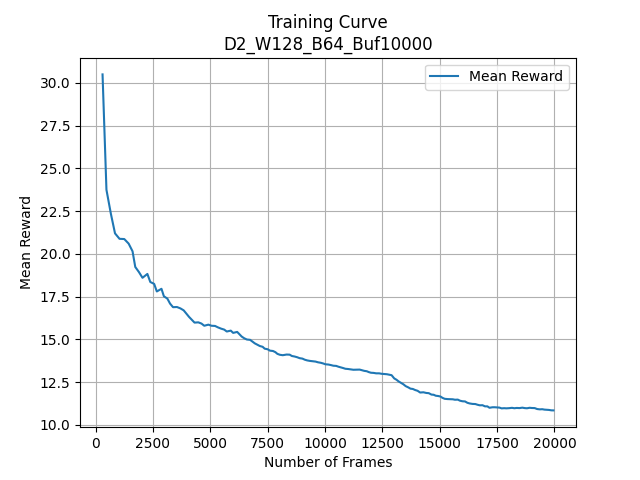 Training Curve
D2_W128_B64_Buf10000
Mean Reward
30.0
27.5
25.0
22.5
20.0
17.5
15.0
12.5
10.0
Mean Reward
0 2500 5000 7500 10000 12500 15000 17500 20000
Number of Frames